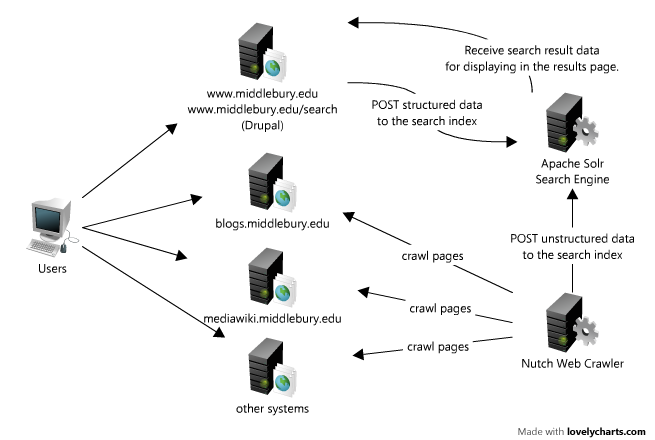 Receive search result data
for displaying in the results page.
www.middlebury.edu
www.middlebury.edu/search
(Drupal)
POST structured data
to the search index
Apache Solr
Search Engine
blogs.middlebury.edu
Users
POST unstructured data
to the search index
crawl pages
mediawiki.middlebury.edu
crawl pages
crawl pages
Nutch Web Crawler
other systems
Made with lovelycharts.com